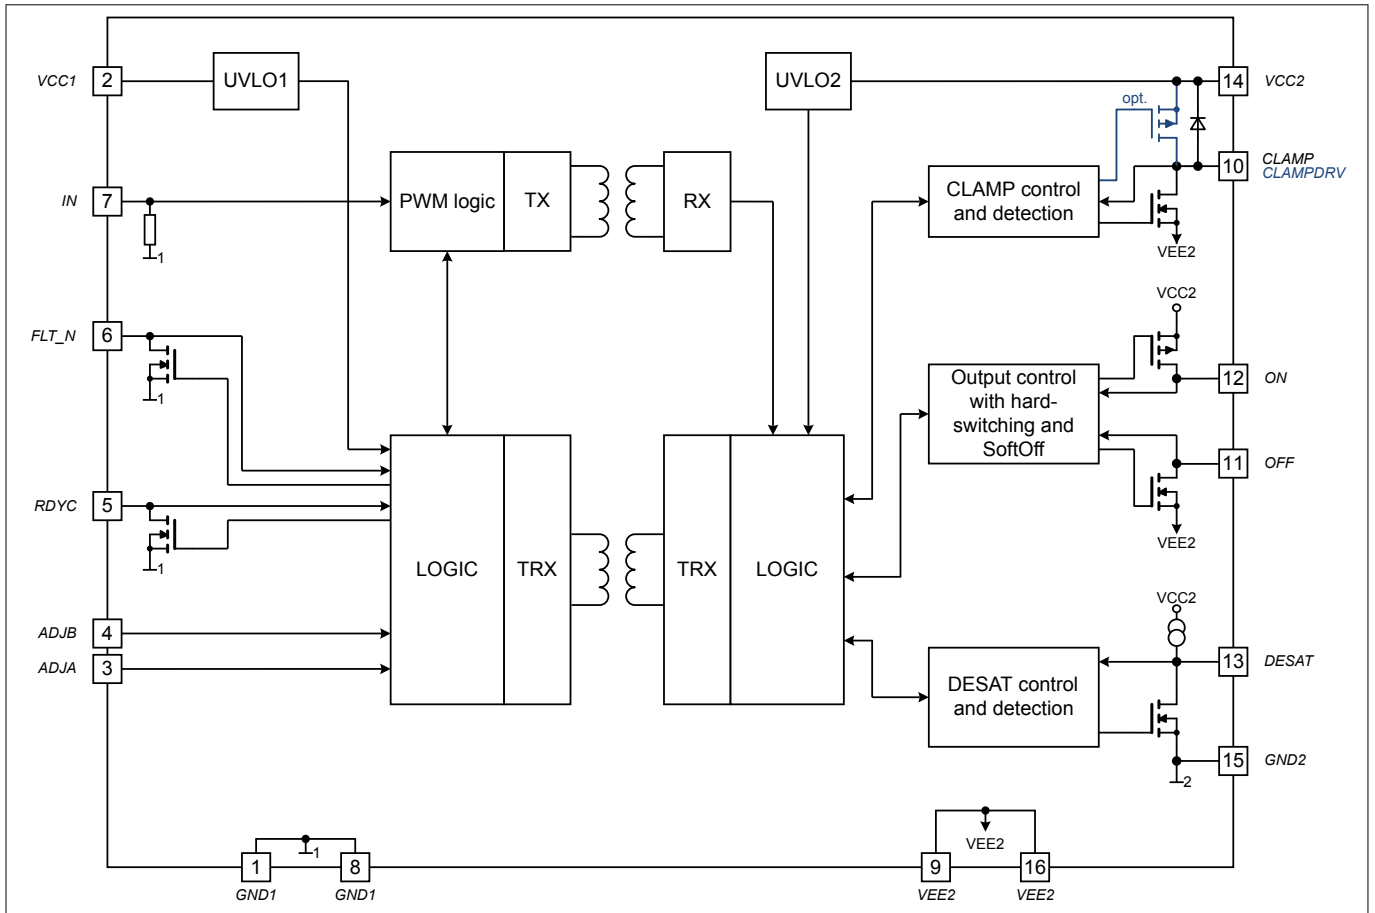 VCC1
2
UVLO1
UVLO2
14
VCC2
opt.
IN
7
1
PWM logic
TX
RX
CLAMP control
and detection
10
CLAMP
CLAMPDRV
VEE2
FLT_N
6
1
VCC2
Output control
with hard-
switching and
SoftOff
12
ON
11
OFF
VEE2
RDYC
5
1
LOGIC
TRX
TRX
LOGIC
ADJB
4
ADJA
3
VCC2
DESAT control
and detection
13
DESAT
15
GND2
2
1
1
8
GND1
GND1
VEE2
9
16
VEE2
VEE2